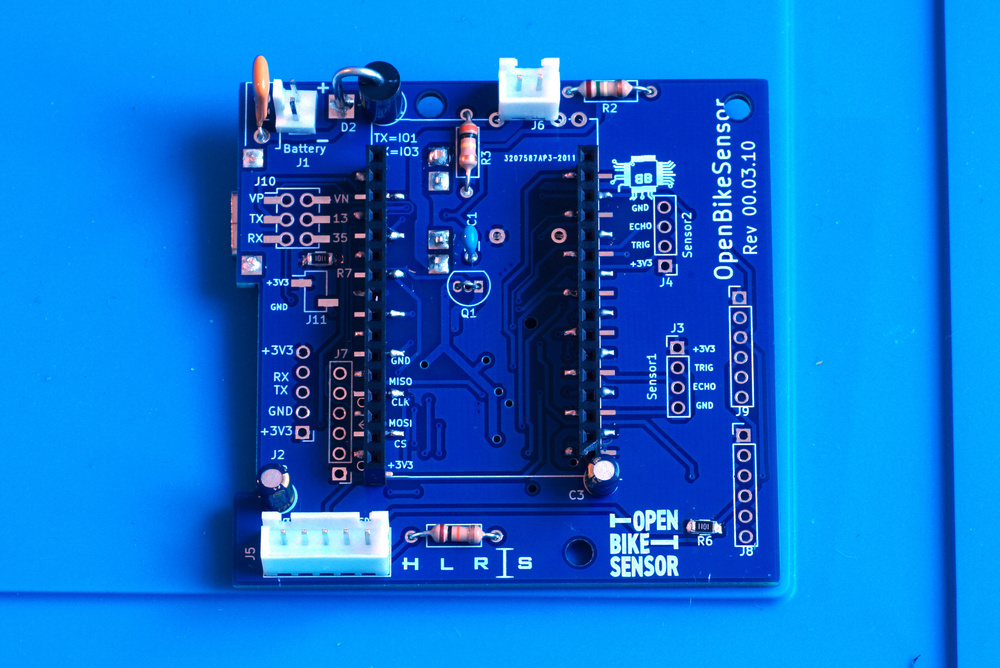 +
D2
Battery
-
J1
J6
R2
TX=IO1
=IO3
R3
3207587AP3-2011
OpenBikeSensor
Rev 00.03.10
J10
VP
VN
TX
13
RX
35
R7
1011
+3V3
GND
J11
C1
Q1
GND
ECHO
TRIG
+3V3
Sensor2
J4
J3
+3V3
TRIG
ECHO
GND
Sensor1
J9
+3V3
RX
TX
GND
+3V3
J2
J7
GND
MISO
CLK
MOSI
CS
+3V3
C3
J5
H L R S
OPEN
BIKE
SENSOR
1101
R6
J8